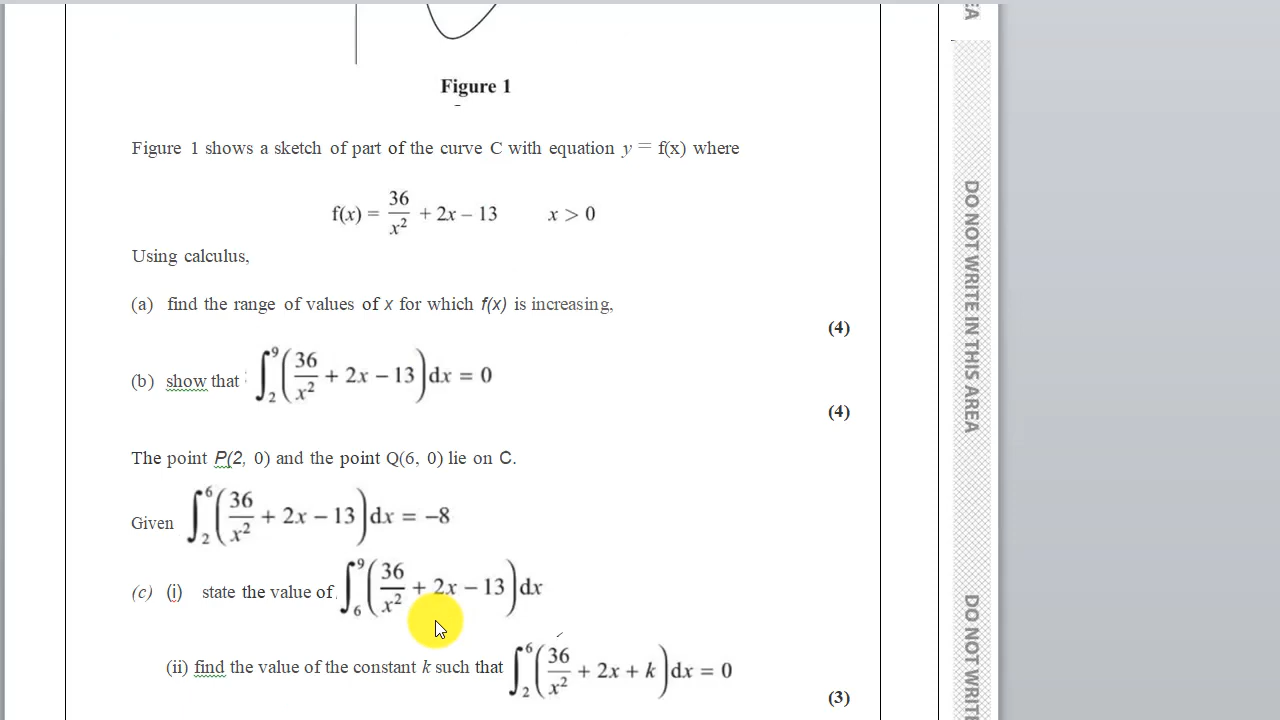 Figure 1
Figure 1 shows a sketch of part of the curve C with equation y = f(x) where
f(x) = 36/x² + 2x – 13    x > 0
Using calculus,
(a) find the range of values of x for which f(x) is increasing,
(4)
(b) show that ∫₂⁹ (36/x² + 2x – 13) dx = 0
(4)
The point P(2, 0) and the point Q(6, 0) lie on C.
Given ∫₂⁶ (36/x² + 2x – 13) dx = –8
(c) (i) state the value of ∫₆⁹ (36/x² + 2x – 13) dx
(ii) find the value of the constant k such that ∫₂⁶ (36/x² + 2x + k) dx = 0
(3)
EA
DO NOT WRITE IN THIS AREA
DO NOT WRITE